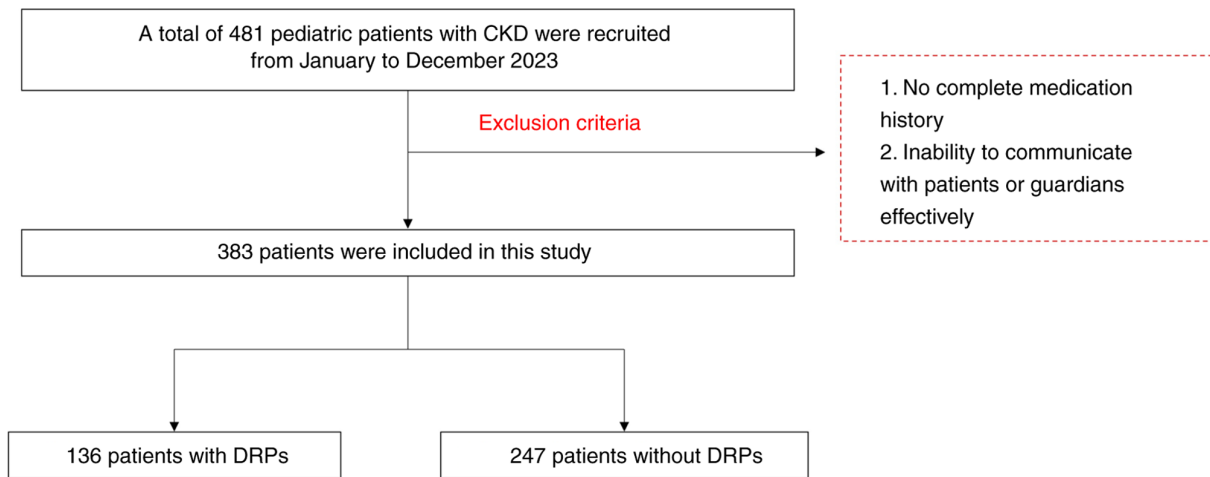 A total of 481 pediatric patients with CKD were recruited
from January to December 2023
Exclusion criteria
1. No complete medication
history
2. Inability to communicate
with patients or guardians
effectively
383 patients were included in this study
136 patients with DRPs
247 patients without DRPs